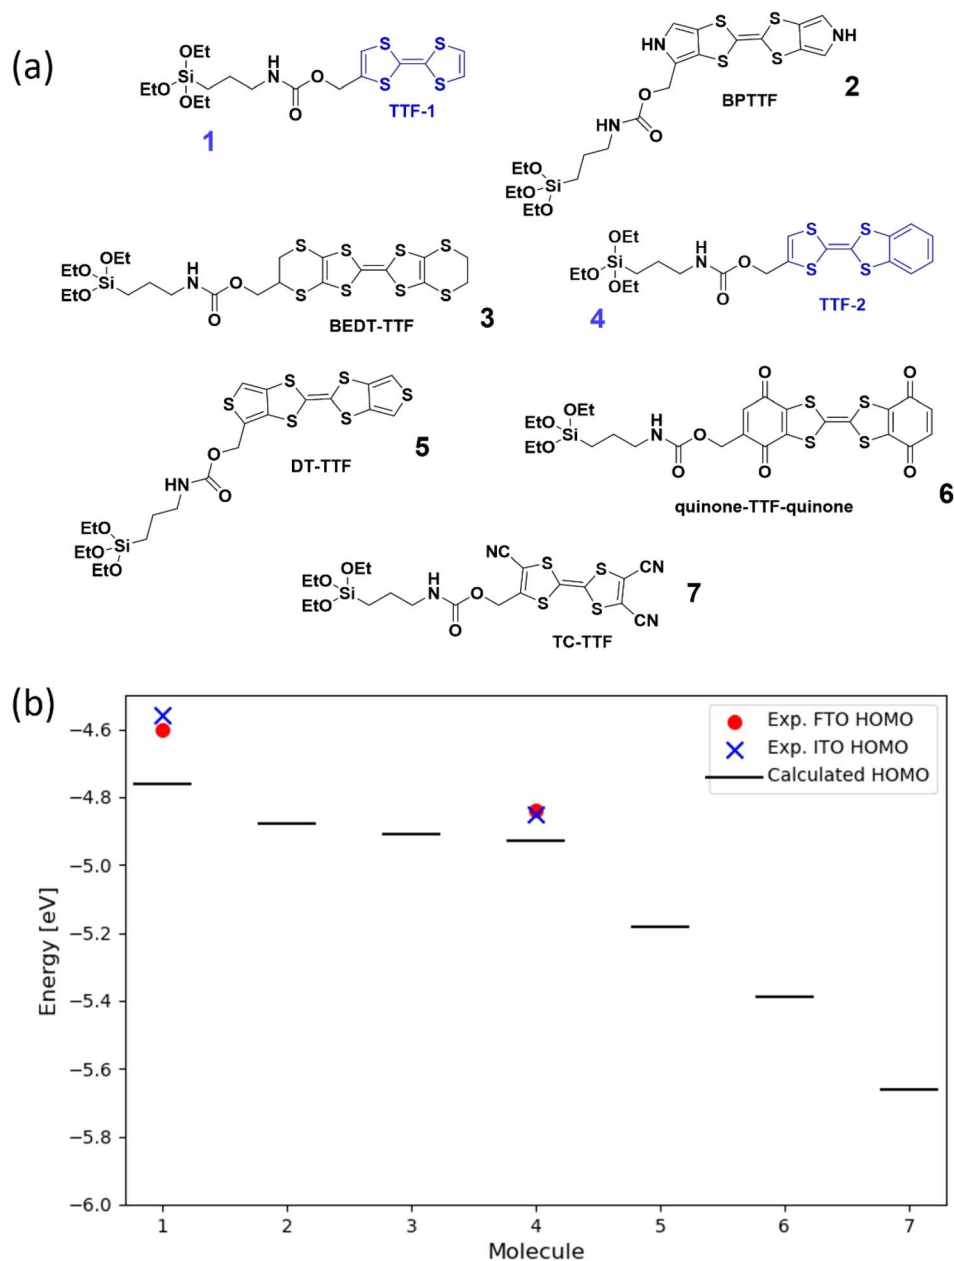 (a)
OEt
EtO
Si
OEt
H
N
O
O
S
S
S
S
TTF-1
1
HN
S
S
S
S
NH
BPTTF
2
O
HN
O
EtO
EtO
Si
EtO
OEt
EtO
Si
EtO
H
N
O
O
S
S
S
S
S
S
S
S
BEDT-TTF
3
OEt
EtO
Si
OEt
H
N
O
O
S
S
S
S
TTF-2
4
S
S
S
S
S
S
DT-TTF
5
O
NH
O
EtO
EtO
Si
EtO
OEt
EtO
Si
EtO
H
N
O
O
O
O
S
S
S
S
O
O
quinone-TTF-quinone
6
OEt
EtO
Si
EtO
H
N
O
O
NC
S
S
S
S
CN
CN
TC-TTF
7
(b)
Exp. FTO HOMO
Exp. ITO HOMO
Calculated HOMO
Energy [eV]
−4.6
−4.8
−5.0
−5.2
−5.4
−5.6
−5.8
−6.0
1 2 3 4 5 6 7
Molecule